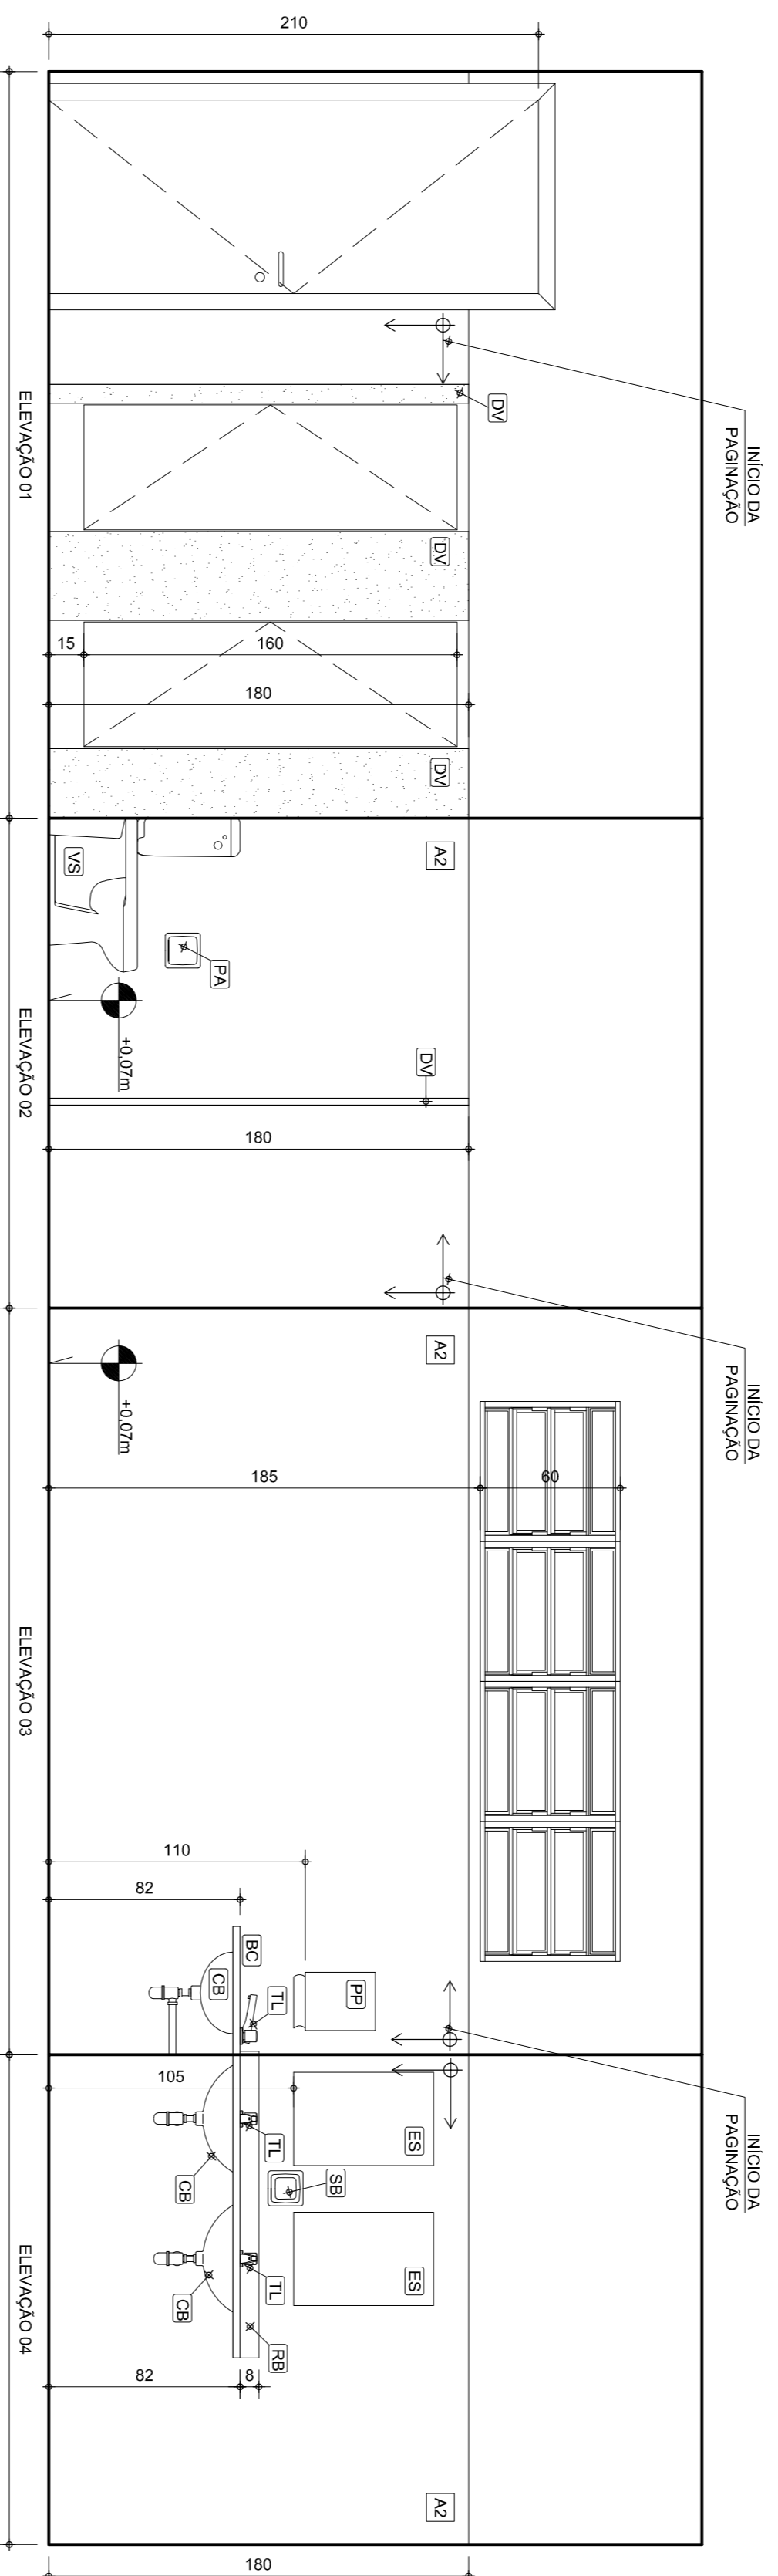 210
INÍCIO DA
PAGINAÇÃO
DV
DV
15
160
180
DV
ELEVAÇÃO 01
A2
VS
PA
+0,07m
DV
180
ELEVAÇÃO 02
INÍCIO DA
PAGINAÇÃO
A2
+0,07m
185
60
110
82
BC
CB
TL
PP
ELEVAÇÃO 03
INÍCIO DA
PAGINAÇÃO
105
ES
TL
CB
SB
ES
TL
CB
RB
82
8
A2
180
ELEVAÇÃO 04